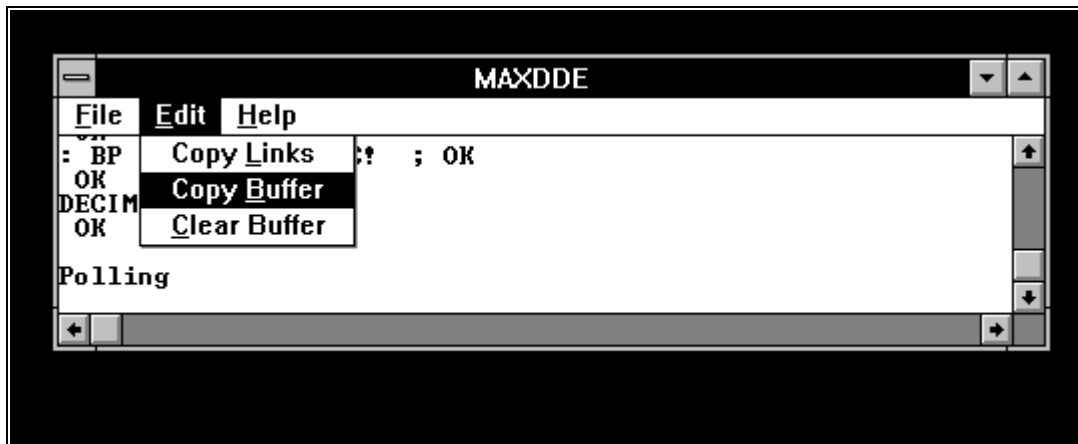 MAXDDE
File Edit Help
: BP C! ; OK
OK
DECIM
OK
Polling
Copy Links
Copy Buffer
Clear Buffer